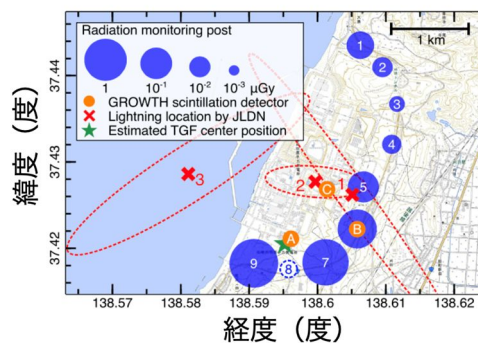 Radiation monitoring post
1 10-1 10-2 10-3 μGy
GROWTH scintillation detector
Lightning location by JLDN
Estimated TGF center position
1 km
1
2
3
4
5
1
2
C
3
B
A
9
8
7
37.44
37.43
37.42
緯度（度）
138.57 138.58 138.59 138.6 138.61 138.62
経度（度）